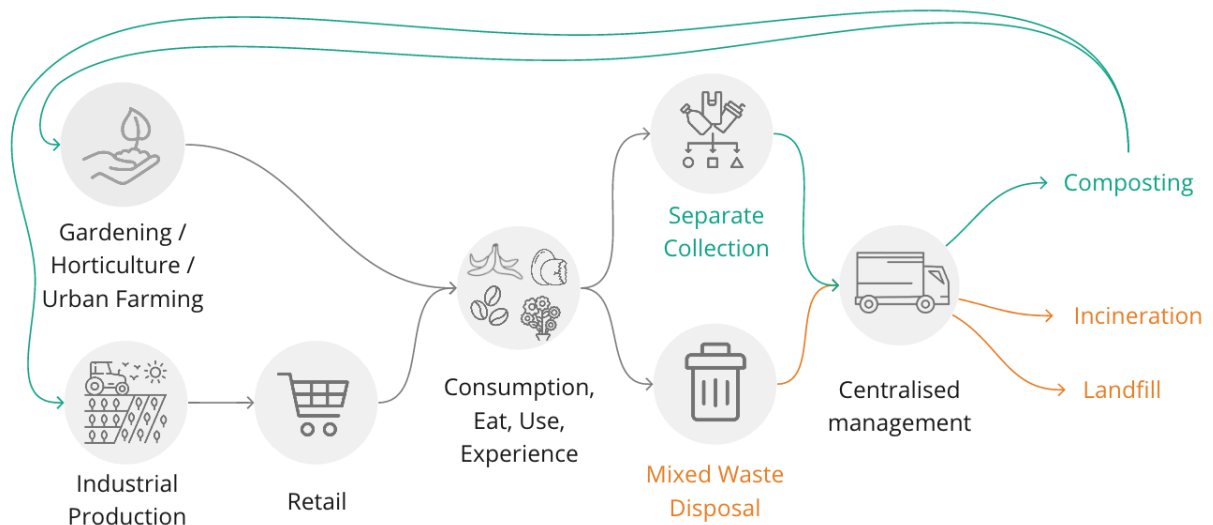 Gardening /
Horticulture /
Urban Farming
Industrial
Production
Retail
Consumption,
Eat, Use,
Experience
Separate
Collection
Mixed Waste
Disposal
Centralised
management
Composting
Incineration
Landfill